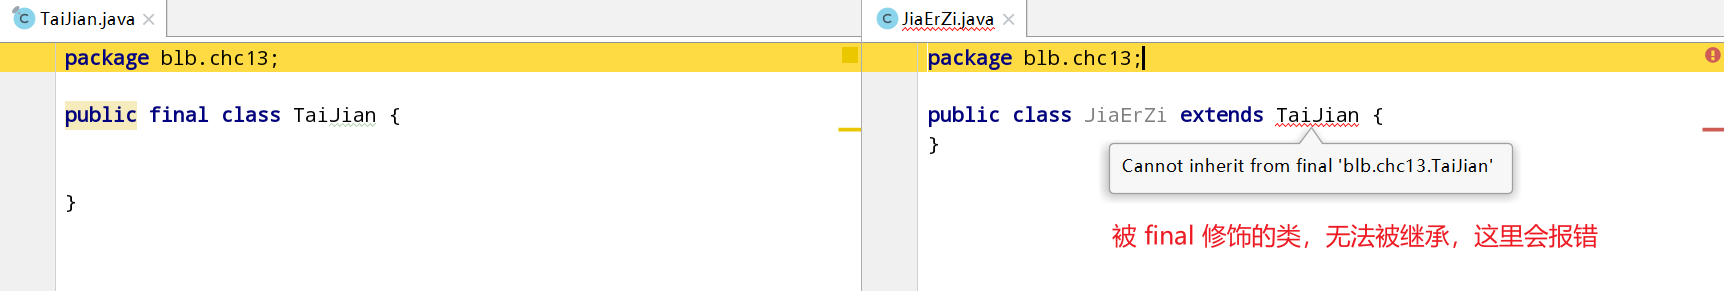 TaiJian.java
package blb.chc13;
public final class TaiJian {
}
JiaErZi.java
package blb.chc13;
public class JiaErZi extends TaiJian {
}
Cannot inherit from final 'blb.chc13.TaiJian'
被 final 修饰的类，无法被继承，这里会报错